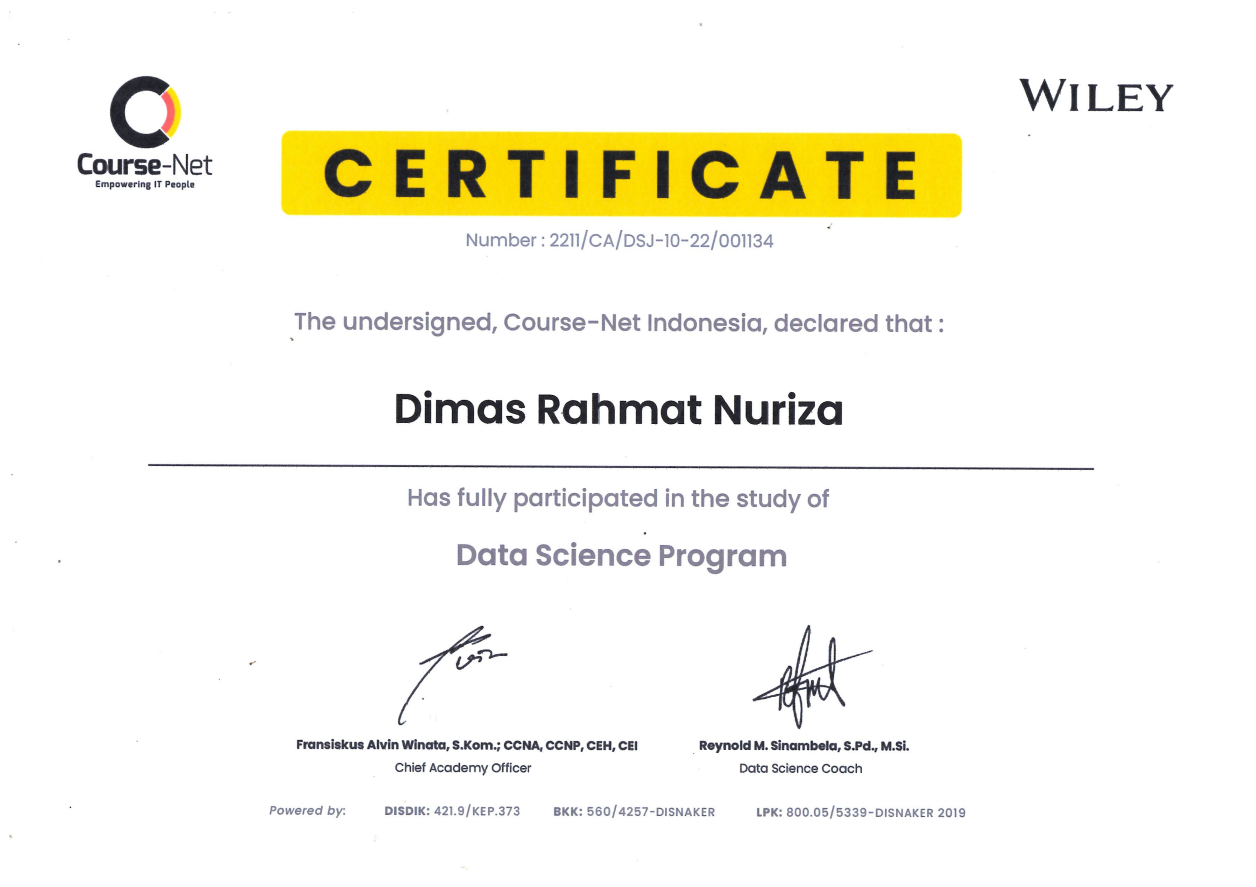 Course-Net
Empowering IT People
WILEY
CERTIFICATE
Number : 2211/CA/DSJ-10-22/001134
The undersigned, Course-Net Indonesia, declared that :
Dimas Rahmat Nuriza
Has fully participated in the study of
Data Science Program
Fransiskus Alvin Winata, S.Kom.; CCNA, CCNP, CEH, CEI
Chief Academy Officer
Reynold M. Sinambela, S.Pd., M.Si.
Data Science Coach
Powered by: DISDIK: 421.9/KEP.373 BKK: 560/4257-DISNAKER LPK: 800.05/5339-DISNAKER 2019